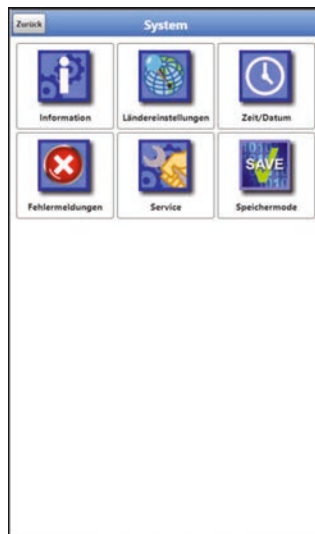 Zurück
System
Information
Ländereinstellungen
Zeit/Datum
Fehlermeldungen
Service
SAVE
Speichermode